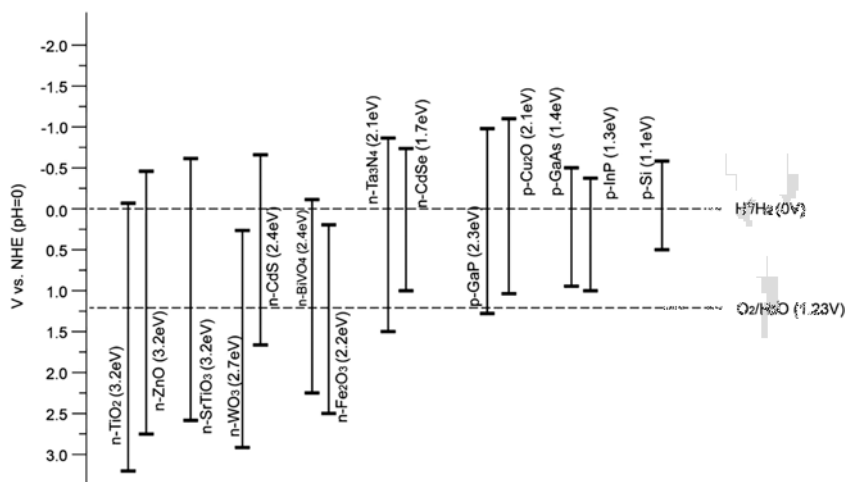 V vs. NHE (pH=0)
-2.0
-1.5
-1.0
-0.5
0.0
0.5
1.0
1.5
2.0
2.5
3.0
n-TiO₂ (3.2eV)
n-ZnO (3.2eV)
n-SrTiO₃ (3.2eV)
n-WO₃ (2.7eV)
n-CdS (2.4eV)
n-BiVO4 (2.4eV)
n-Fe₂O₃ (2.2eV)
n-Ta₃N₄ (2.1eV)
n-CdSe (1.7eV)
p-GaP (2.3eV)
p-Cu₂O (2.1eV)
p-GaAs (1.4eV)
p-InP (1.3eV)
p-Si (1.1eV)
(0V)
(1.23V)